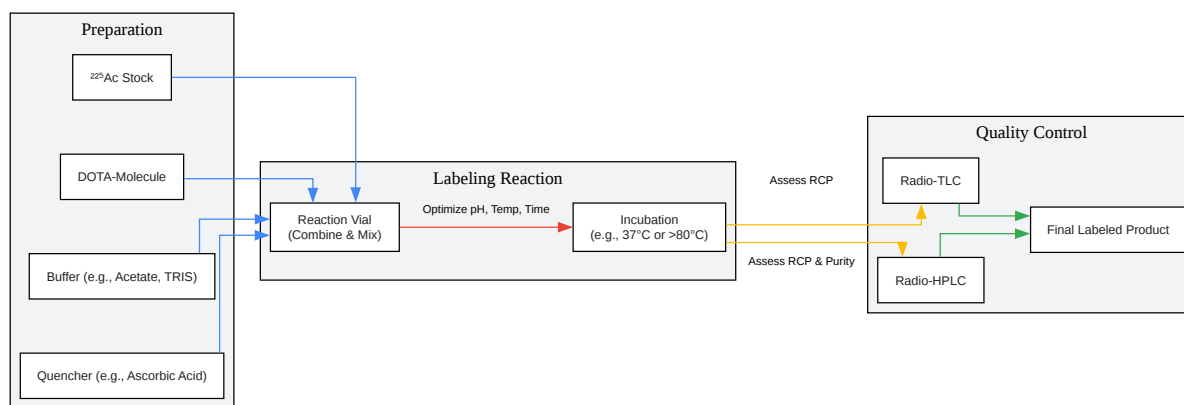 Preparation
²²⁵Ac Stock
DOTA-Molecule
Buffer (e.g., Acetate, TRIS)
Quencher (e.g., Ascorbic Acid)
Labeling Reaction
Reaction Vial
(Combine & Mix)
Optimize pH, Temp, Time
Incubation
(e.g., 37°C or >80°C)
Assess RCP
Assess RCP & Purity
Quality Control
Radio-TLC
Radio-HPLC
Final Labeled Product